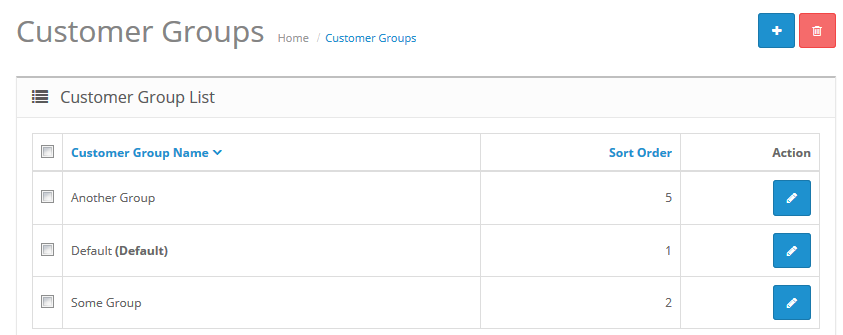 Customer Groups Home / Customer Groups
Customer Group List
Customer Group Name Sort Order Action
Another Group 5
Default (Default) 1
Some Group 2